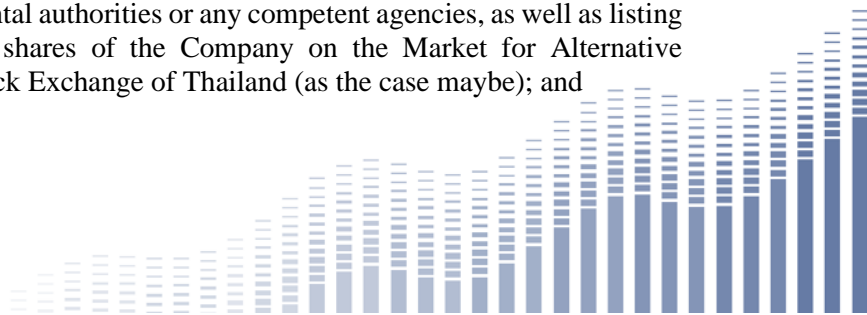 ntal authorities or any competent agencies, as well as listing
shares of the Company on the Market for Alternative
ck Exchange of Thailand (as the case maybe); and